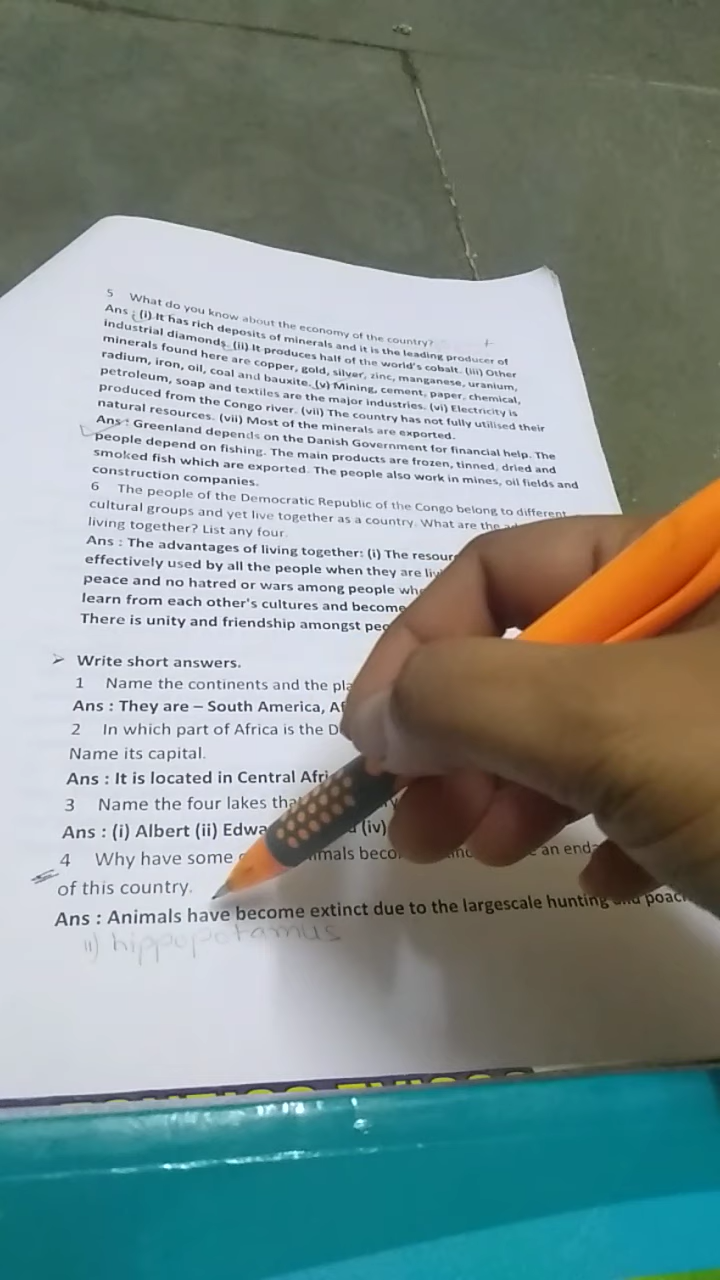 5 What do you know about the economy of the country?
Ans : (i) It has rich deposits of minerals and it is the leading producer of
industrial diamonds. (ii) It produces half of the world's cobalt. (iii) Other
minerals found here are copper, gold, silver, zinc, manganese, uranium,
radium, iron, oil, coal and bauxite. (v) Mining, cement, paper, chemical,
petroleum, soap and textiles are the major industries. (vi) Electricity is
produced from the Congo river. (vii) The country has not fully utilised their
natural resources. (vii) Most of the minerals are exported.
Ans : Greenland depends on the Danish Government for financial help. The
people depend on fishing. The main products are frozen, tinned, dried and
smoked fish which are exported. The people also work in mines, oil fields and
construction companies.
6 The people of the Democratic Republic of the Congo belong to different
cultural groups and yet live together as a country. What are the
living together? List any four.
Ans : The advantages of living together: (i) The
effectively used by all the people when they are
peace and no hatred or wars among people
learn from each other's cultures and become
There is unity and friendship amongst
➢ Write short answers.
1 Name the continents and the
Ans : They are – South America,
2 In which part of Africa is the
Name its capital.
Ans : It is located in Central
3 Name the four lakes
Ans : (i) Albert (ii) (iv)
4 Why have some an
of this country.
Ans : Animals have become extinct due to the largescale hunting
ii) hippopotamus